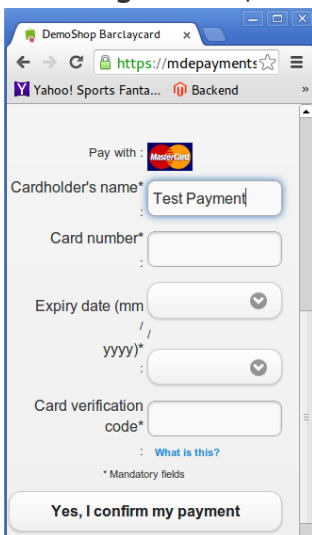 DemoShop Barclaycard
https://mdepayments
Yahoo! Sports Fanta...
Backend
»
Pay with :
MasterCard
Cardholder's name*
:
Test Payment
Card number*
:
Expiry date (mm
/
/
yyyy)*
:
Card verification
code*
:
What is this?
* Mandatory fields
Yes, I confirm my payment